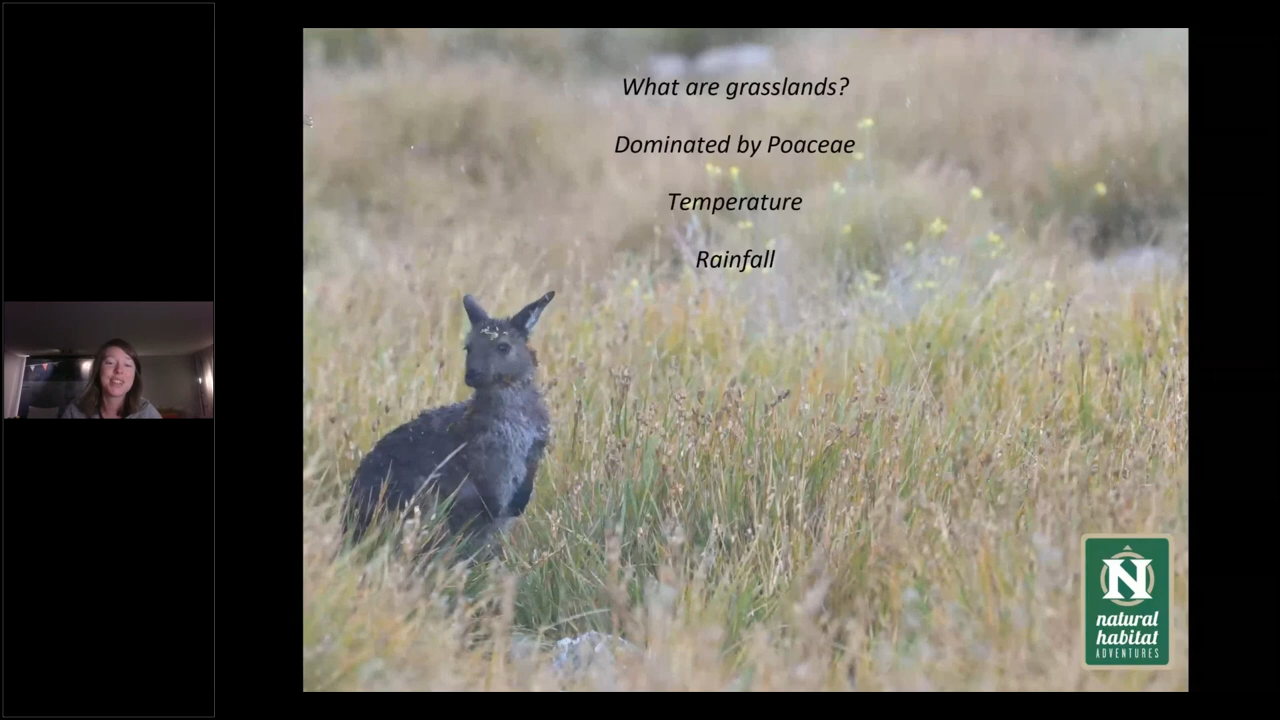 What are grasslands?
Dominated by Poaceae
Temperature
Rainfall
N
natural
habitat
ADVENTURES